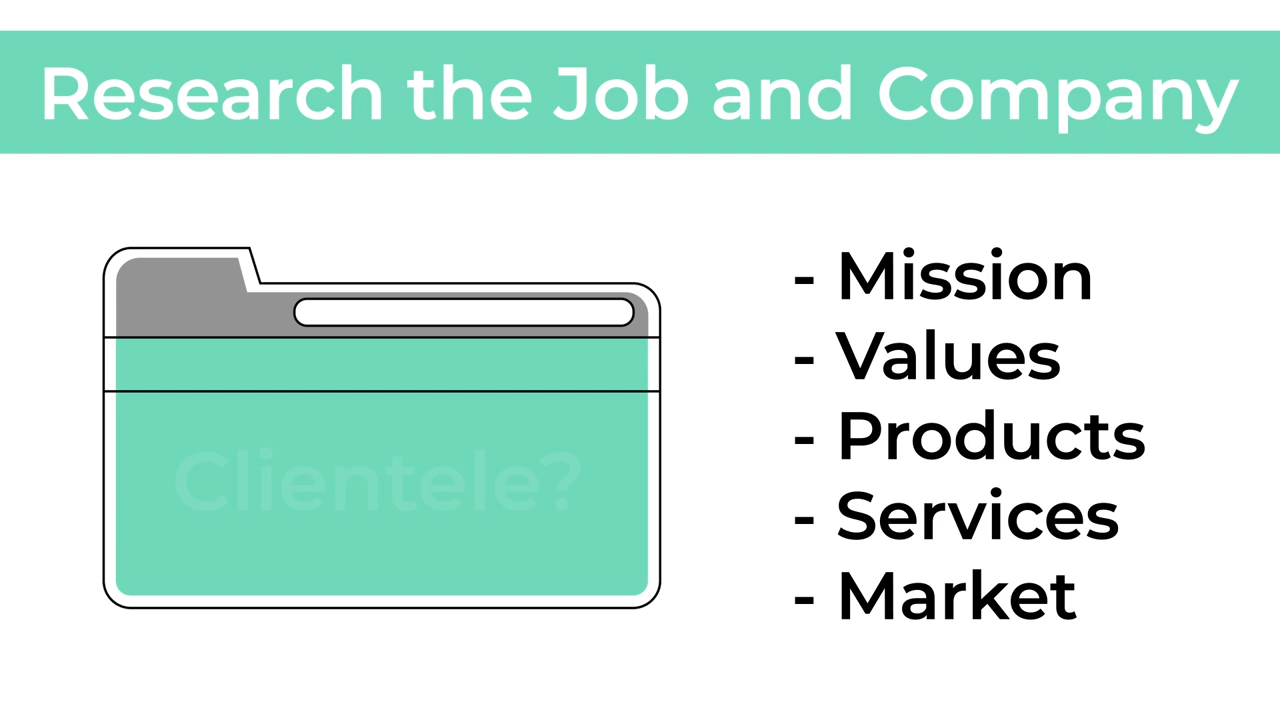 Research the Job and Company
Clientele?
- Mission
- Values
- Products
- Services
- Market